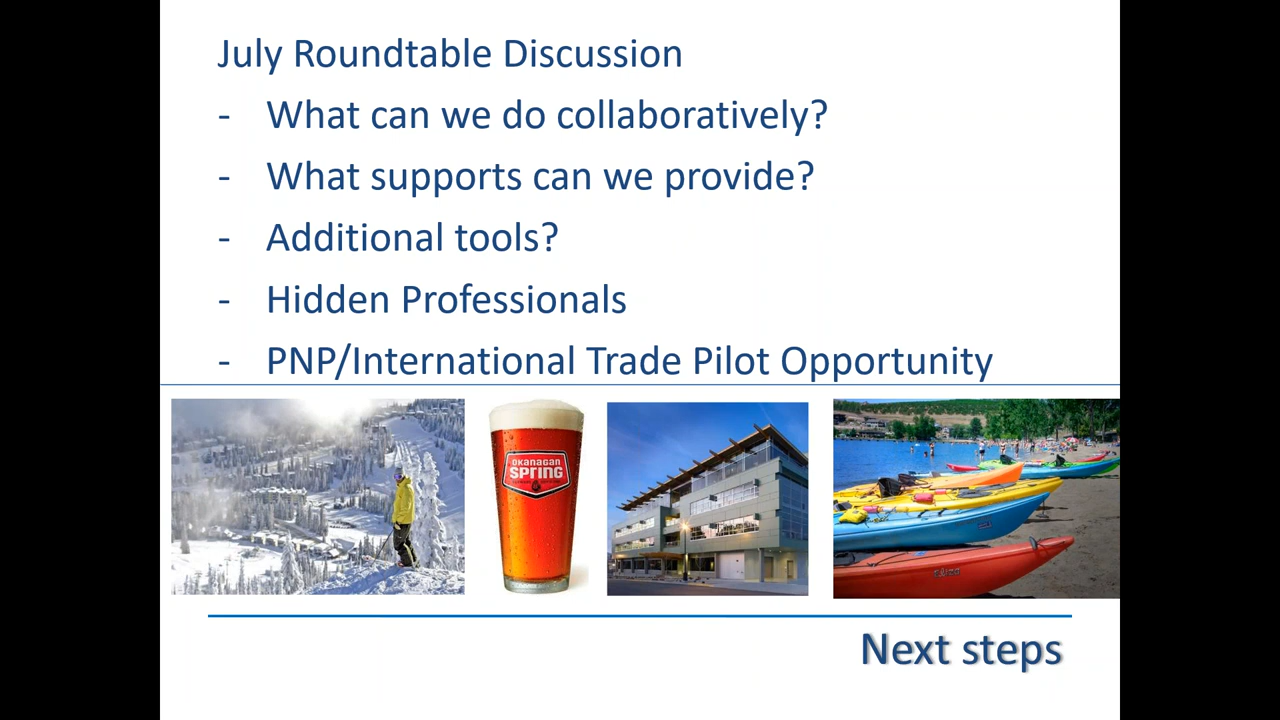 July Roundtable Discussion
- What can we do collaboratively?
- What supports can we provide?
- Additional tools?
- Hidden Professionals
- PNP/International Trade Pilot Opportunity
OKANAGAN
SPRING
Next steps